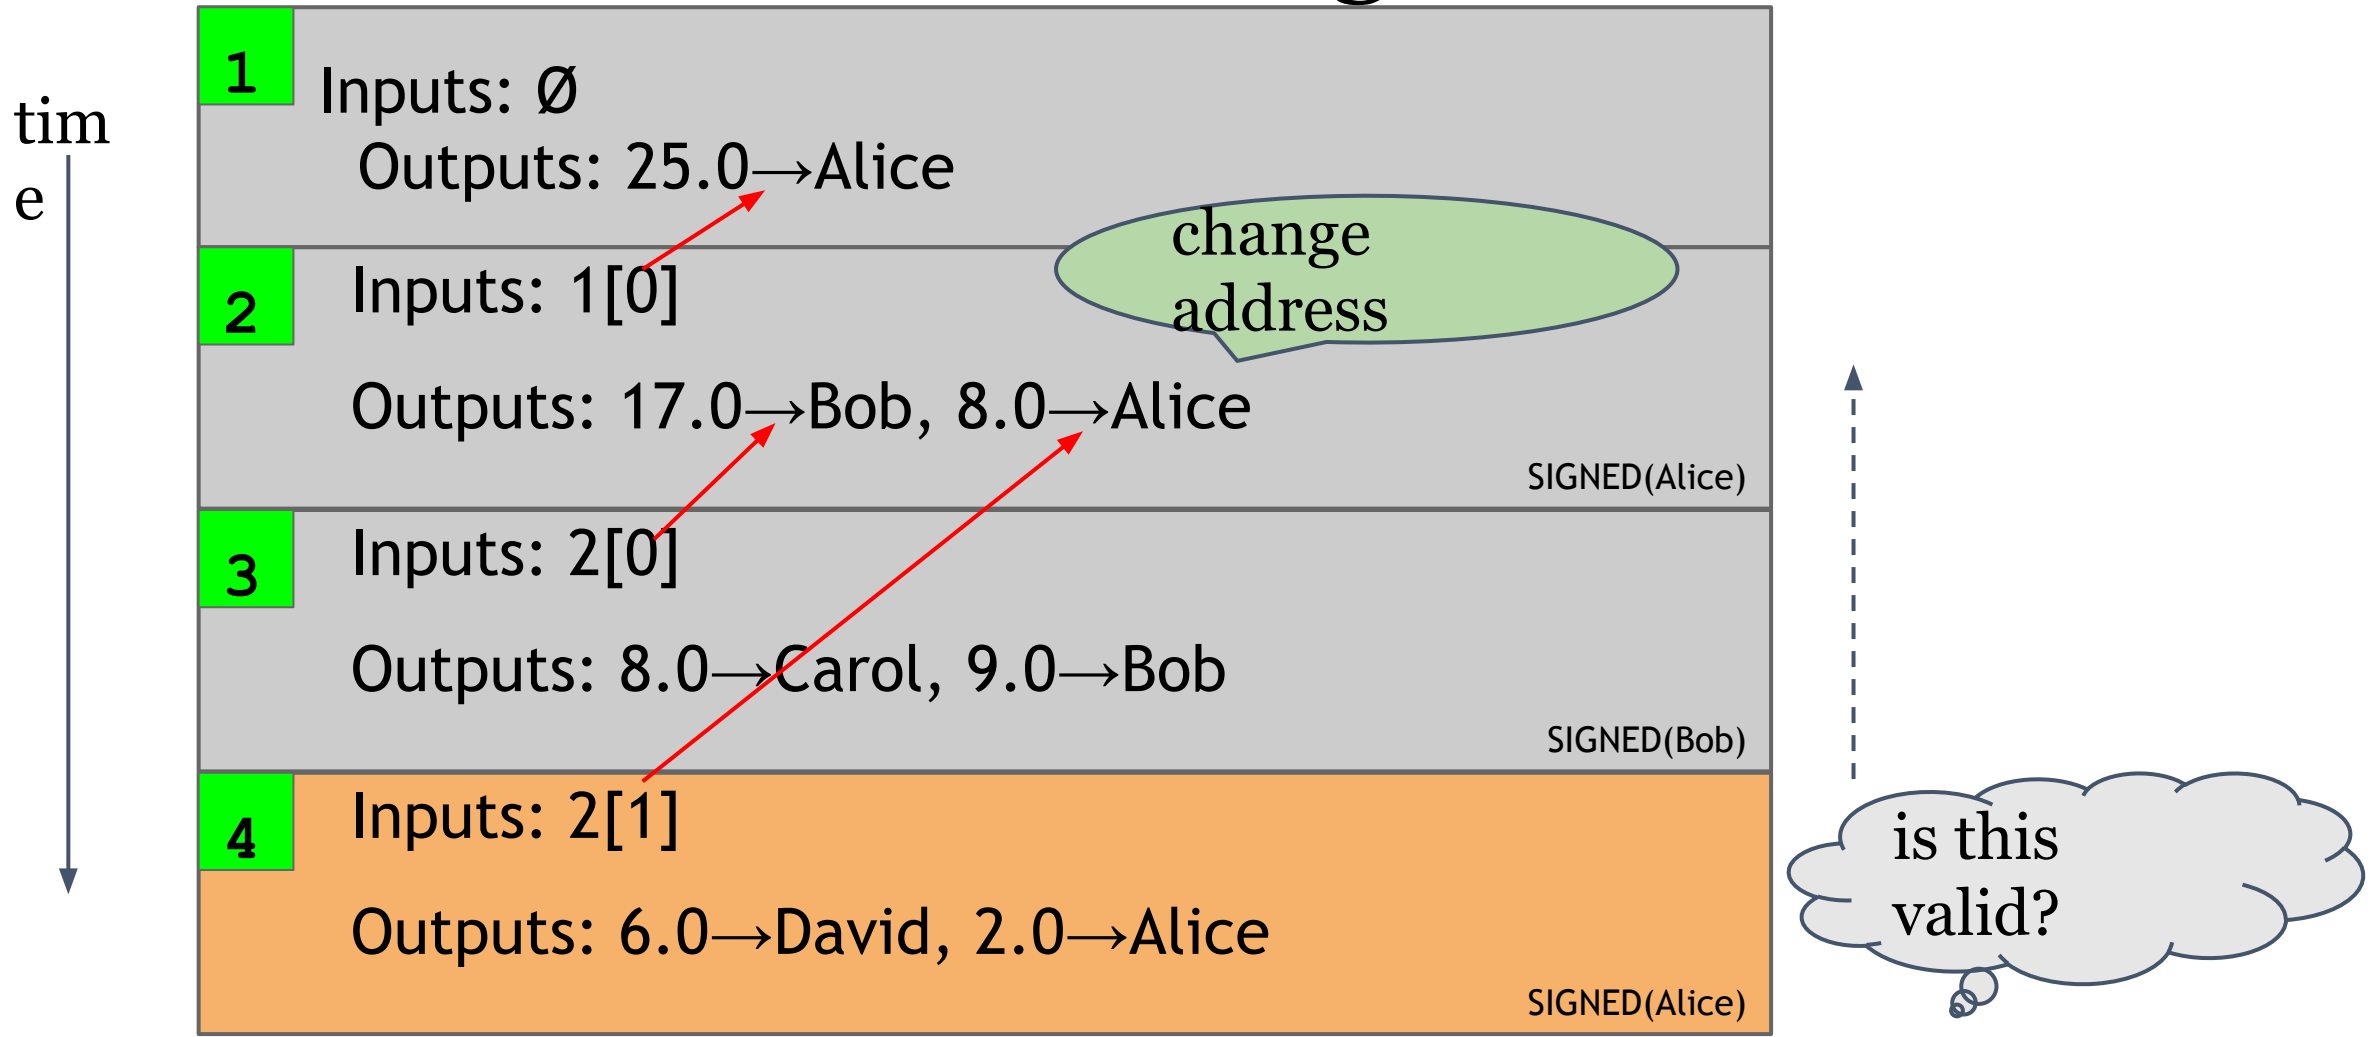 tim
e
1
Inputs: Ø
Outputs: 25.0→Alice
2
Inputs: 1[0]
change
address
Outputs: 17.0→Bob, 8.0→Alice
SIGNED(Alice)
3
Inputs: 2[0]
Outputs: 8.0→Carol, 9.0→Bob
SIGNED(Bob)
4
Inputs: 2[1]
Outputs: 6.0→David, 2.0→Alice
SIGNED(Alice)
is this
valid?